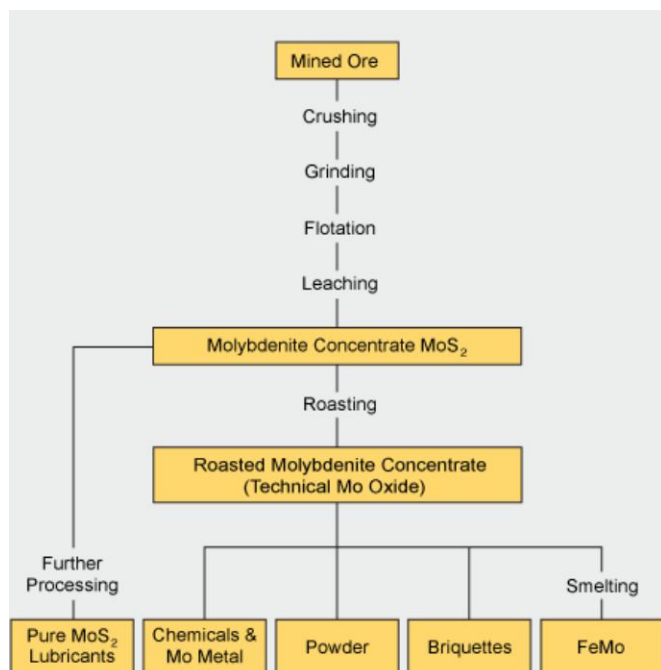 Mined Ore
Crushing
Grinding
Flotation
Leaching
Molybdenite Concentrate MoS₂
Roasting
Roasted Molybdenite Concentrate
(Technical Mo Oxide)
Further
Processing
Smelting
Pure MoS₂
Lubricants
Chemicals &
Mo Metal
Powder
Briquettes
FeMo